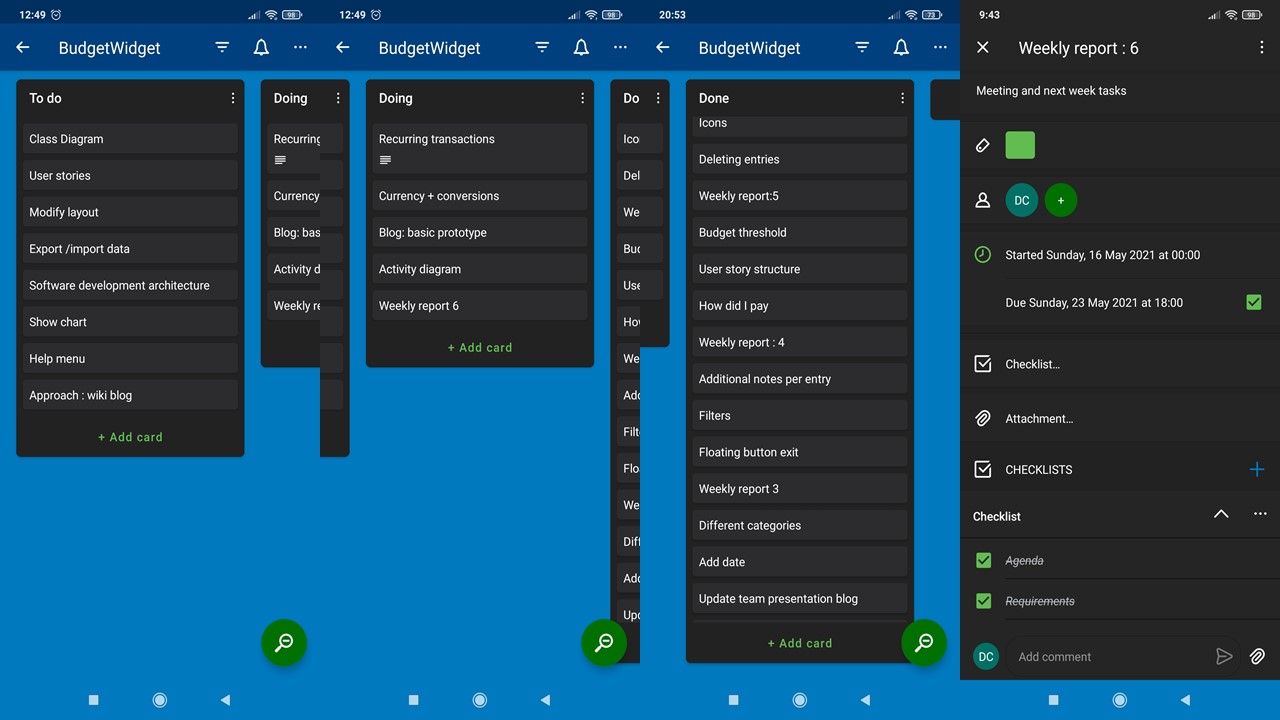 12:49
98
BudgetWidget
To do
Class Diagram
User stories
Modify layout
Export /import data
Software development architecture
Show chart
Help menu
Approach : wiki blog
+ Add card
Doing
Recurring
Currency
Blog: bas
Activity d
Weekly re
12:49
98
BudgetWidget
Doing
Recurring transactions
Currency + conversions
Blog: basic prototype
Activity diagram
Weekly report 6
+ Add card
Do
Ico
Del
We
Buc
Use
Hov
We
Adc
Filt
Flo
We
Diff
Adc
Upc
20:53
73
BudgetWidget
Done
Icons
Deleting entries
Weekly report:5
Budget threshold
User story structure
How did I pay
Weekly report : 4
Additional notes per entry
Filters
Floating button exit
Weekly report 3
Different categories
Add date
Update team presentation blog
+ Add card
9:43
98
Weekly report : 6
Meeting and next week tasks
DC
+
Started Sunday, 16 May 2021 at 00:00
Due Sunday, 23 May 2021 at 18:00
Checklist...
Attachment...
CHECKLISTS
Checklist
Agenda
Requirements
DC
Add comment